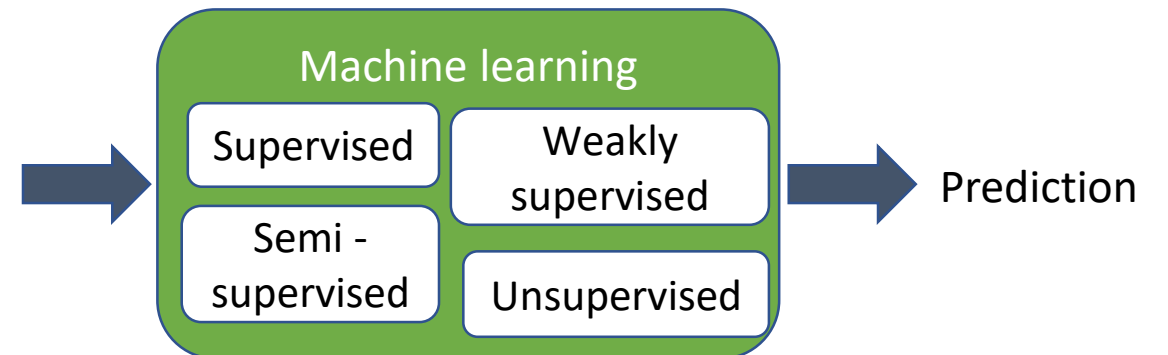 Machine learning
Supervised
Weakly
supervised
Semi -
supervised
Unsupervised
Prediction